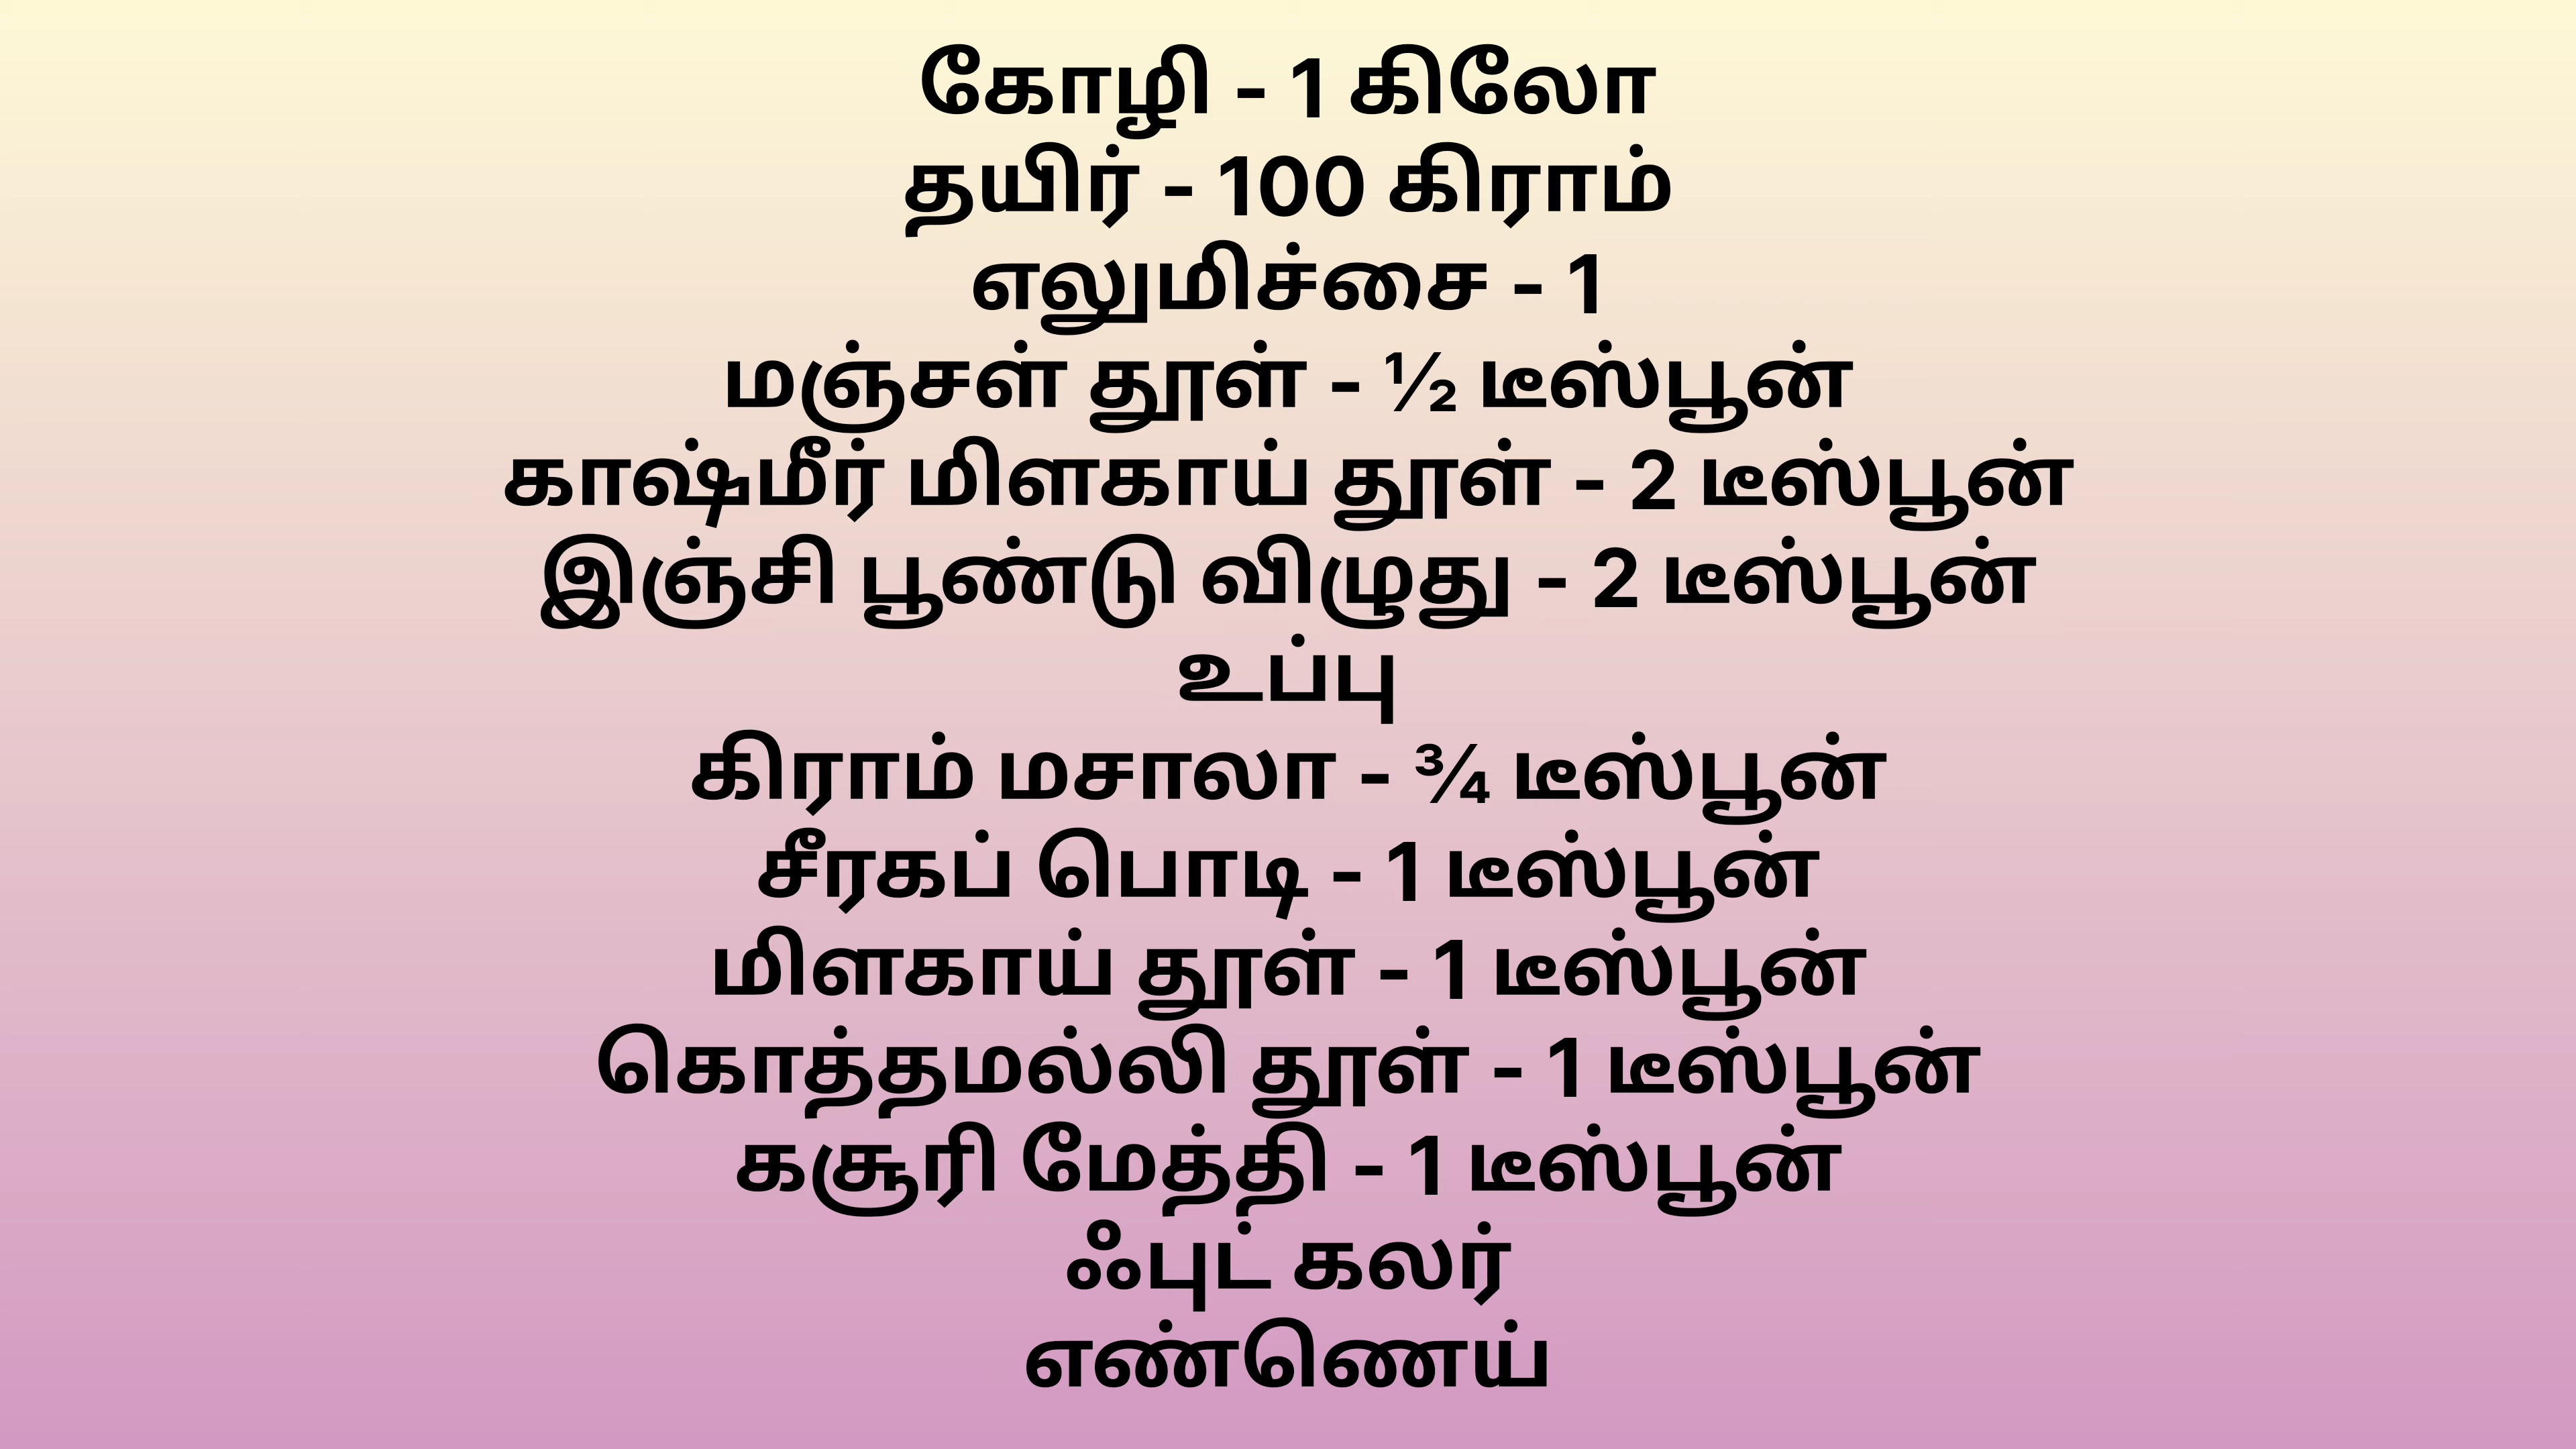 கோழி - 1 கிலோ
தயிர் - 100 கிராம்
எலுமிச்சை - 1
மஞ்சள் தூள் - ½ டீஸ்பூன்
காஷ்மீர் மிளகாய் தூள் - 2 டீஸ்பூன்
இஞ்சி பூண்டு விழுது - 2 டீஸ்பூன்
உப்பு
கிராம் மசாலா - ¾ டீஸ்பூன்
சீரகப் பொடி - 1 டீஸ்பூன்
மிளகாய் தூள் - 1 டீஸ்பூன்
கொத்தமல்லி தூள் - 1 டீஸ்பூன்
கசூரி மேத்தி - 1 டீஸ்பூன்
ஃபுட் கலர்
எண்ணெய்